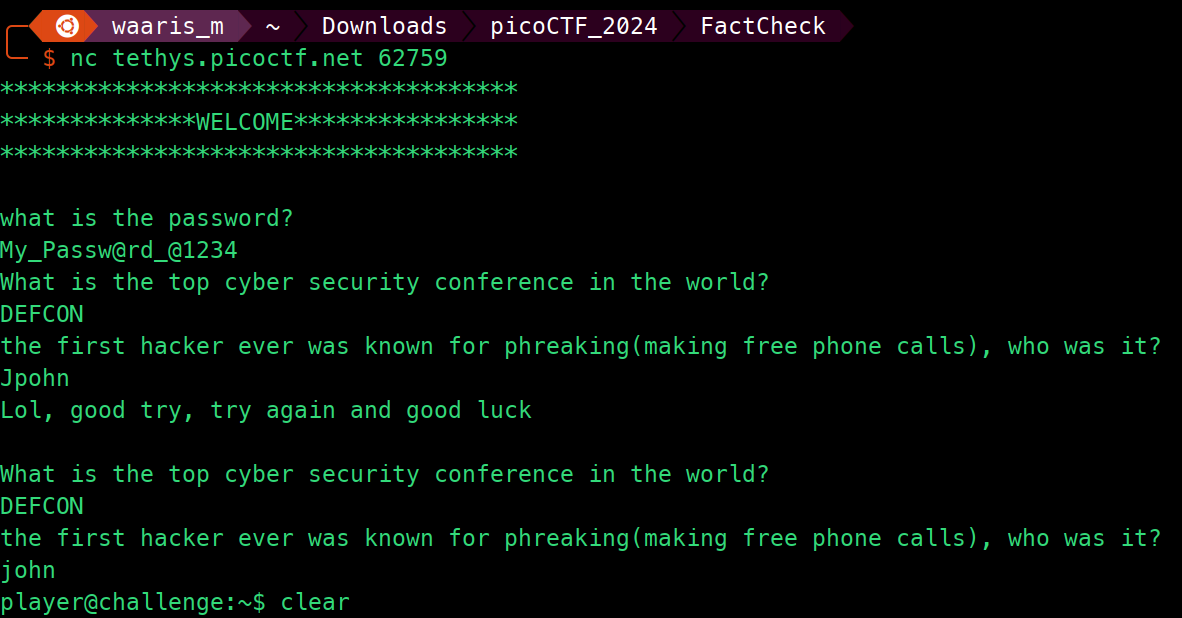 waaris_m ~ Downloads picoCTF_2024 FactCheck
$ nc tethys.picoctf.net 62759
*************************************
**************WELCOME****************
*************************************
what is the password?
My_Passw@rd_@1234
What is the top cyber security conference in the world?
DEFCON
the first hacker ever was known for phreaking(making free phone calls), who was it?
Jpohn
Lol, good try, try again and good luck
What is the top cyber security conference in the world?
DEFCON
the first hacker ever was known for phreaking(making free phone calls), who was it?
john
player@challenge:~$ clear